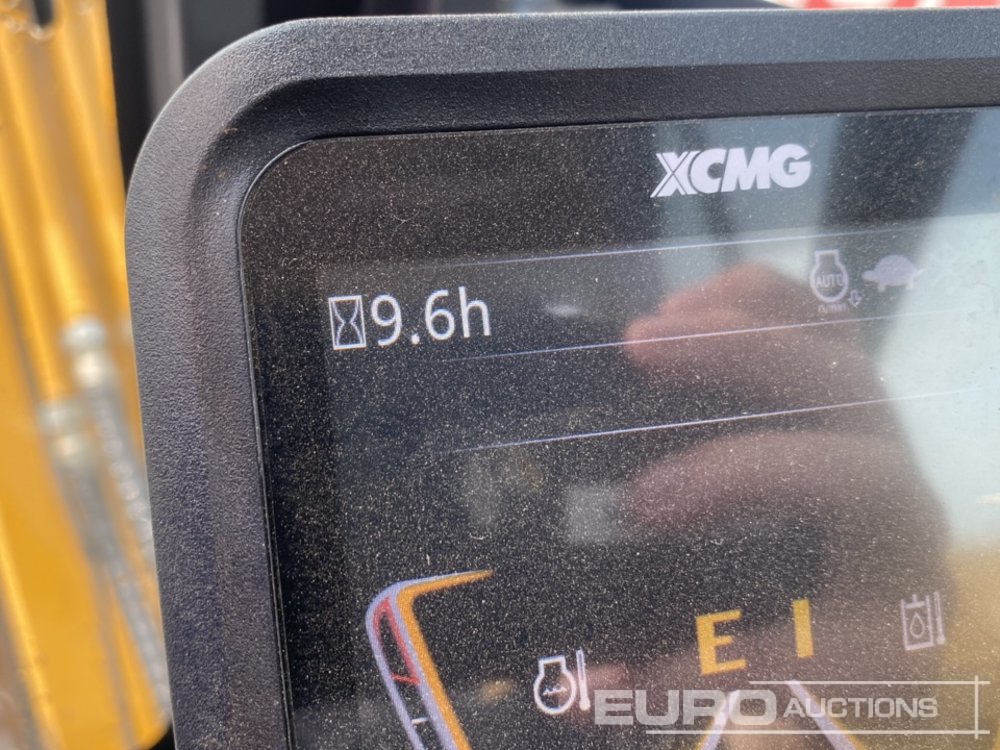 XCMG
9.6h
AUTO
E I
EURO AUCTIONS